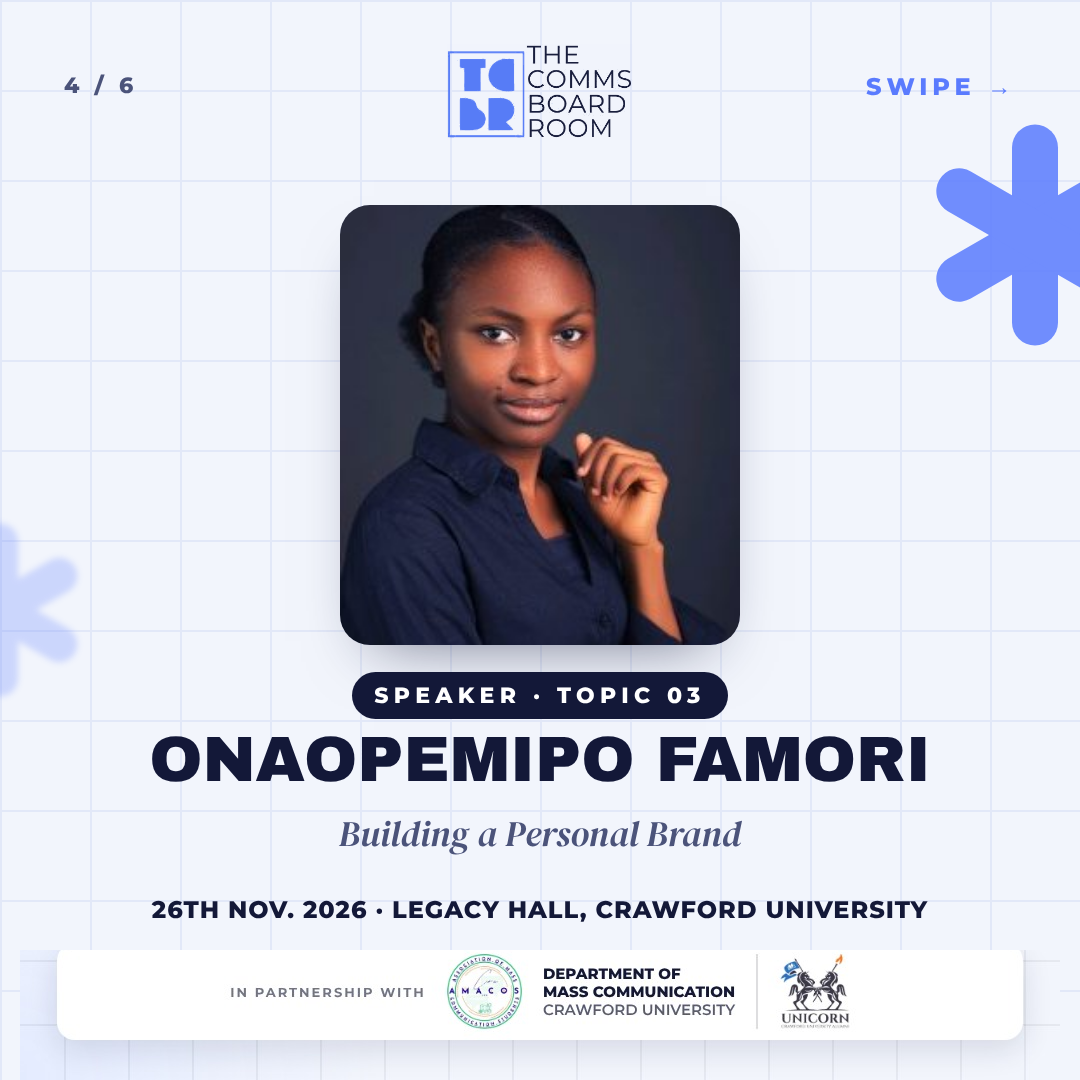 4 / 6
THE
COMMS
BOARD
ROOM
TC
BR
SWIPE →
SPEAKER · TOPIC 03
ONAOPEMIPO FAMORI
Building a Personal Brand
26TH NOV. 2026 · LEGACY HALL, CRAWFORD UNIVERSITY
IN PARTNERSHIP WITH
AMACOS
DEPARTMENT OF
MASS COMMUNICATION
CRAWFORD UNIVERSITY
UNICORN